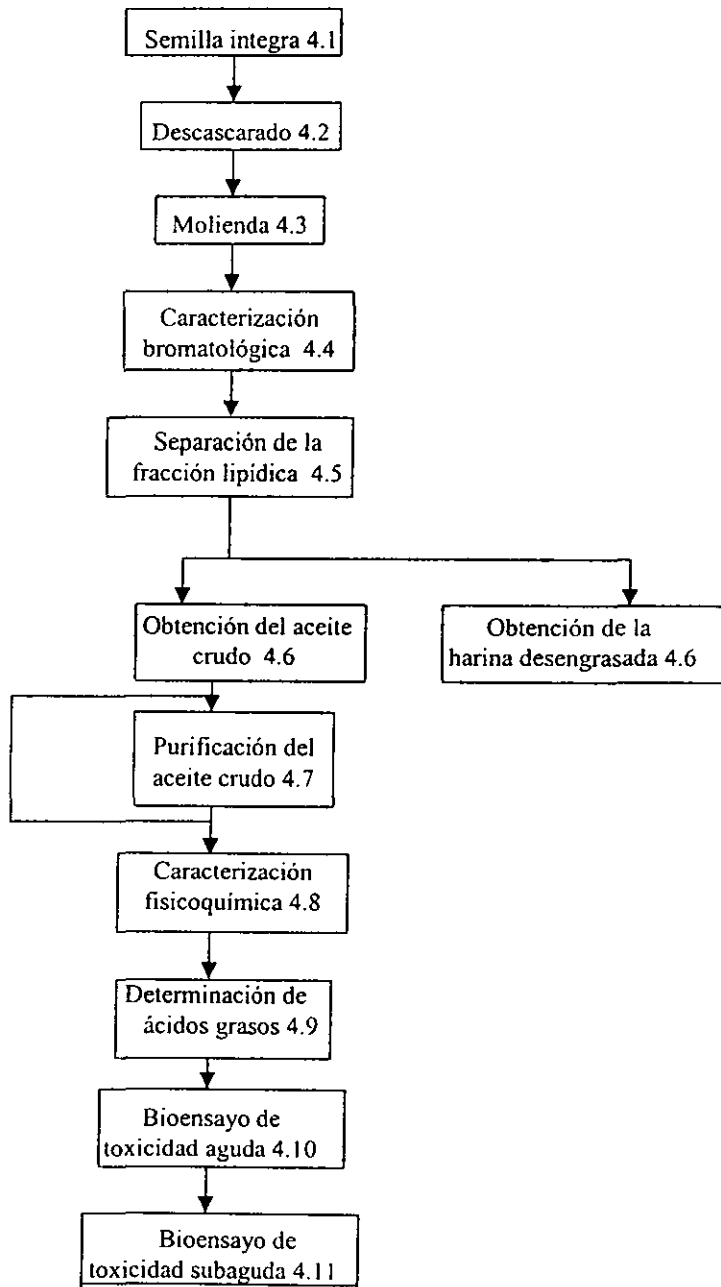 Semilla integra 4.1
Descascarado 4.2
Molienda 4.3
Caracterización
bromatológica 4.4
Separación de la
fracción lipídica 4.5
Obtención del aceite
crudo 4.6
Obtención de la
harina desengrasada 4.6
Purificación del
aceite crudo 4.7
Caracterización
fisicoquímica 4.8
Determinación de
ácidos grasos 4.9
Bioensayo de
toxicidad aguda 4.10
Bioensayo de
toxicidad subaguda 4.11